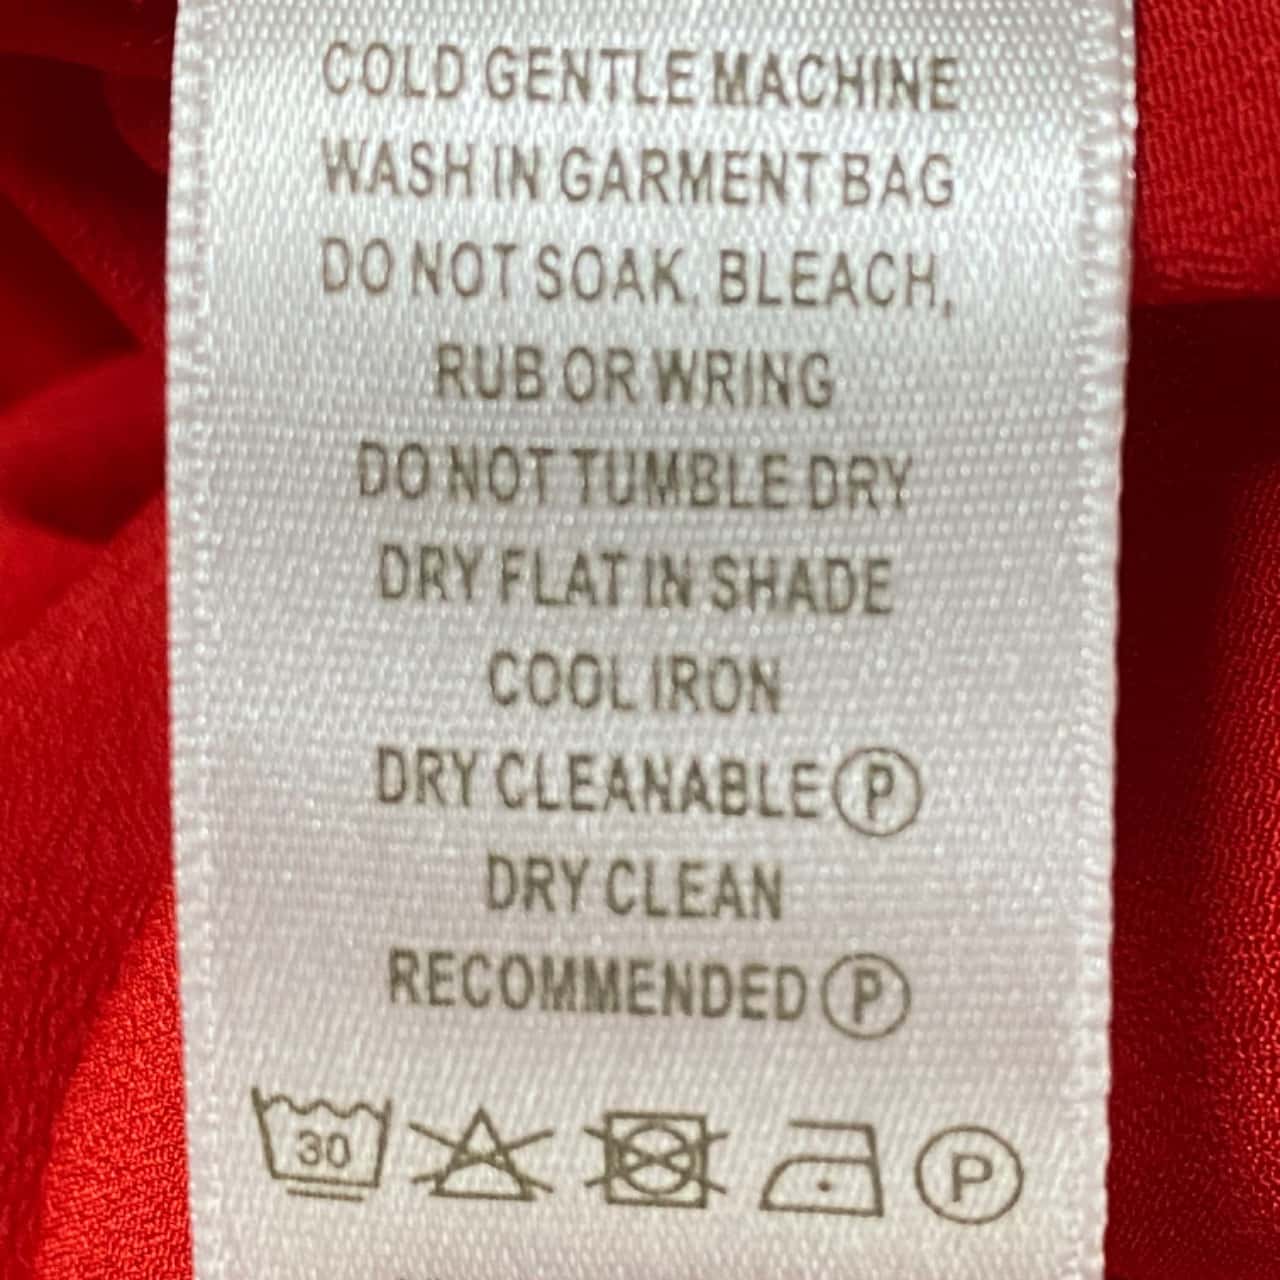 COLD GENTLE MACHINE
WASH IN GARMENT BAG
DO NOT SOAK, BLEACH,
RUB OR WRING
DO NOT TUMBLE DRY
DRY FLAT IN SHADE
COOL IRON
DRY CLEANABLE Ⓟ
DRY CLEAN
RECOMMENDED Ⓟ
30 Ⓟ